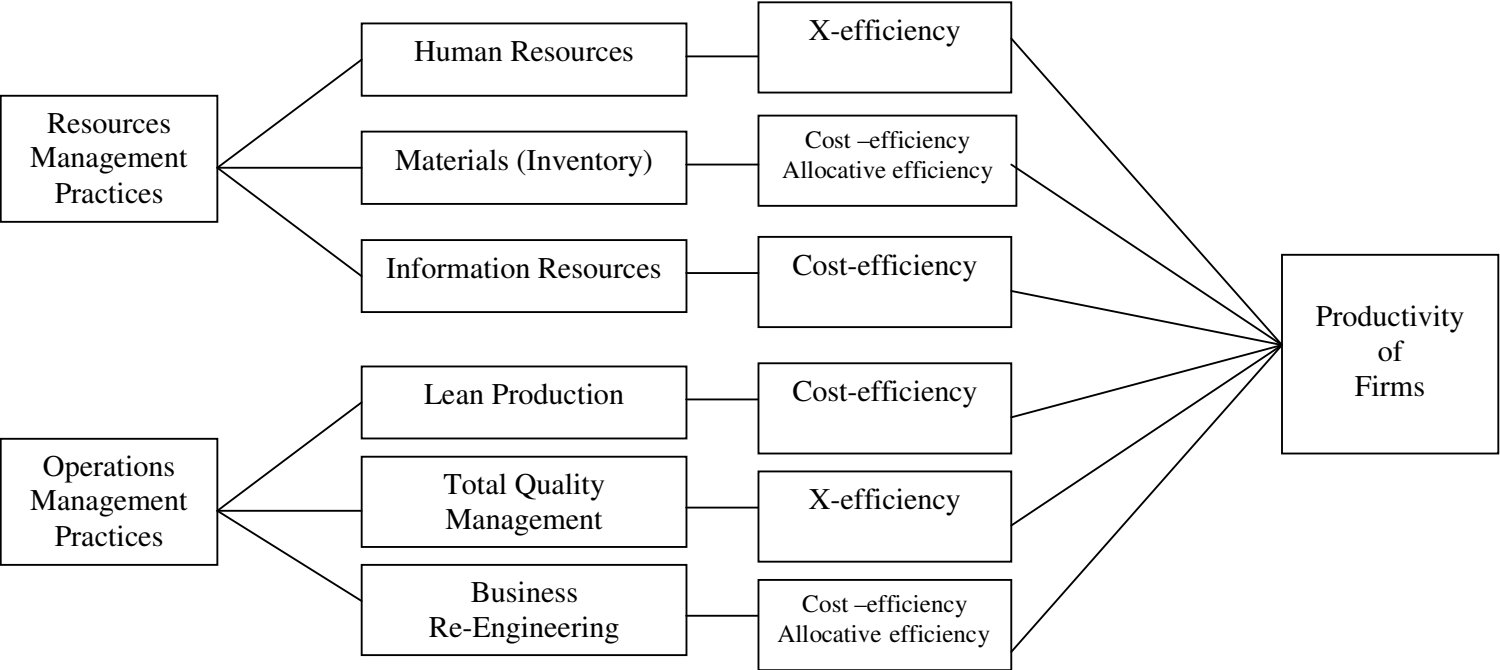 Resources
Management
Practices
Human Resources
X-efficiency
Materials (Inventory)
Cost –efficiency
Allocative efficiency
Information Resources
Cost-efficiency
Operations
Management
Practices
Lean Production
Cost-efficiency
Total Quality
Management
X-efficiency
Business
Re-Engineering
Cost –efficiency
Allocative efficiency
Productivity
of
Firms